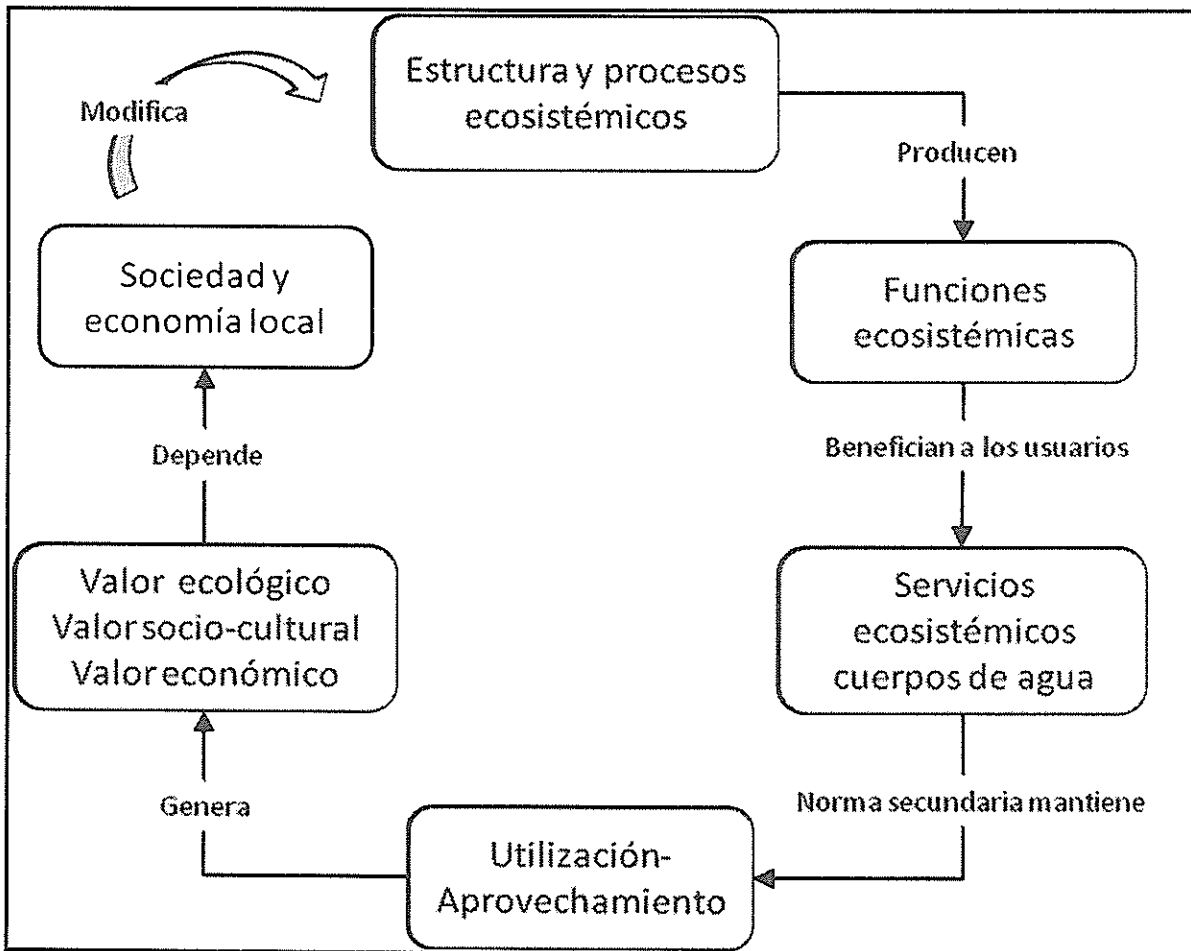 Estructura y procesos
ecosistémicos
Producen
Funciones
ecosistémicas
Benefician a los usuarios
Servicios
ecosistémicos
cuerpos de agua
Norma secundaria mantiene
Utilización-
Aprovechamiento
Genera
Valor ecológico
Valor socio-cultural
Valor económico
Depende
Sociedad y
economía local
Modifica